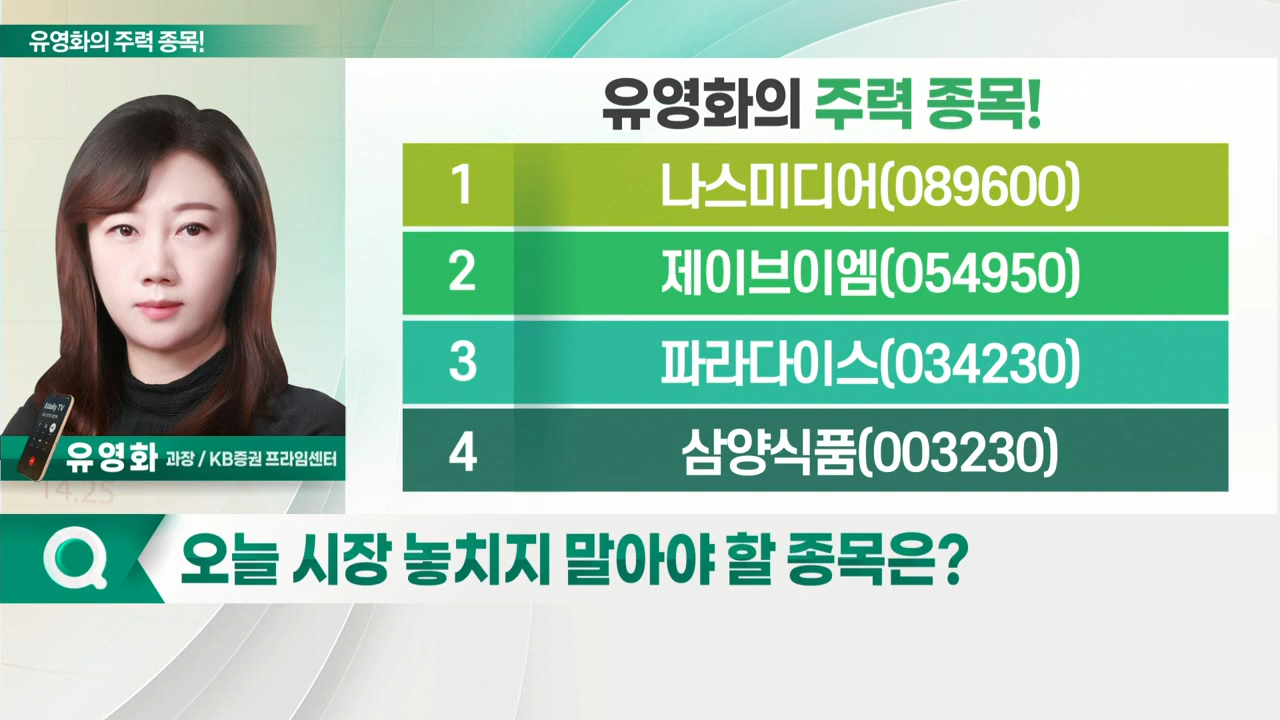 유영화의 주력 종목!
유영화의 주력 종목!
1 나스미디어(089600)
2 제이브이엠(054950)
3 파라다이스(034230)
4 삼양식품(003230)
Edaily TV
유영화 과장 / KB증권 프라임센터
14,25
Q 오늘 시장 놓치지 말아야 할 종목은?